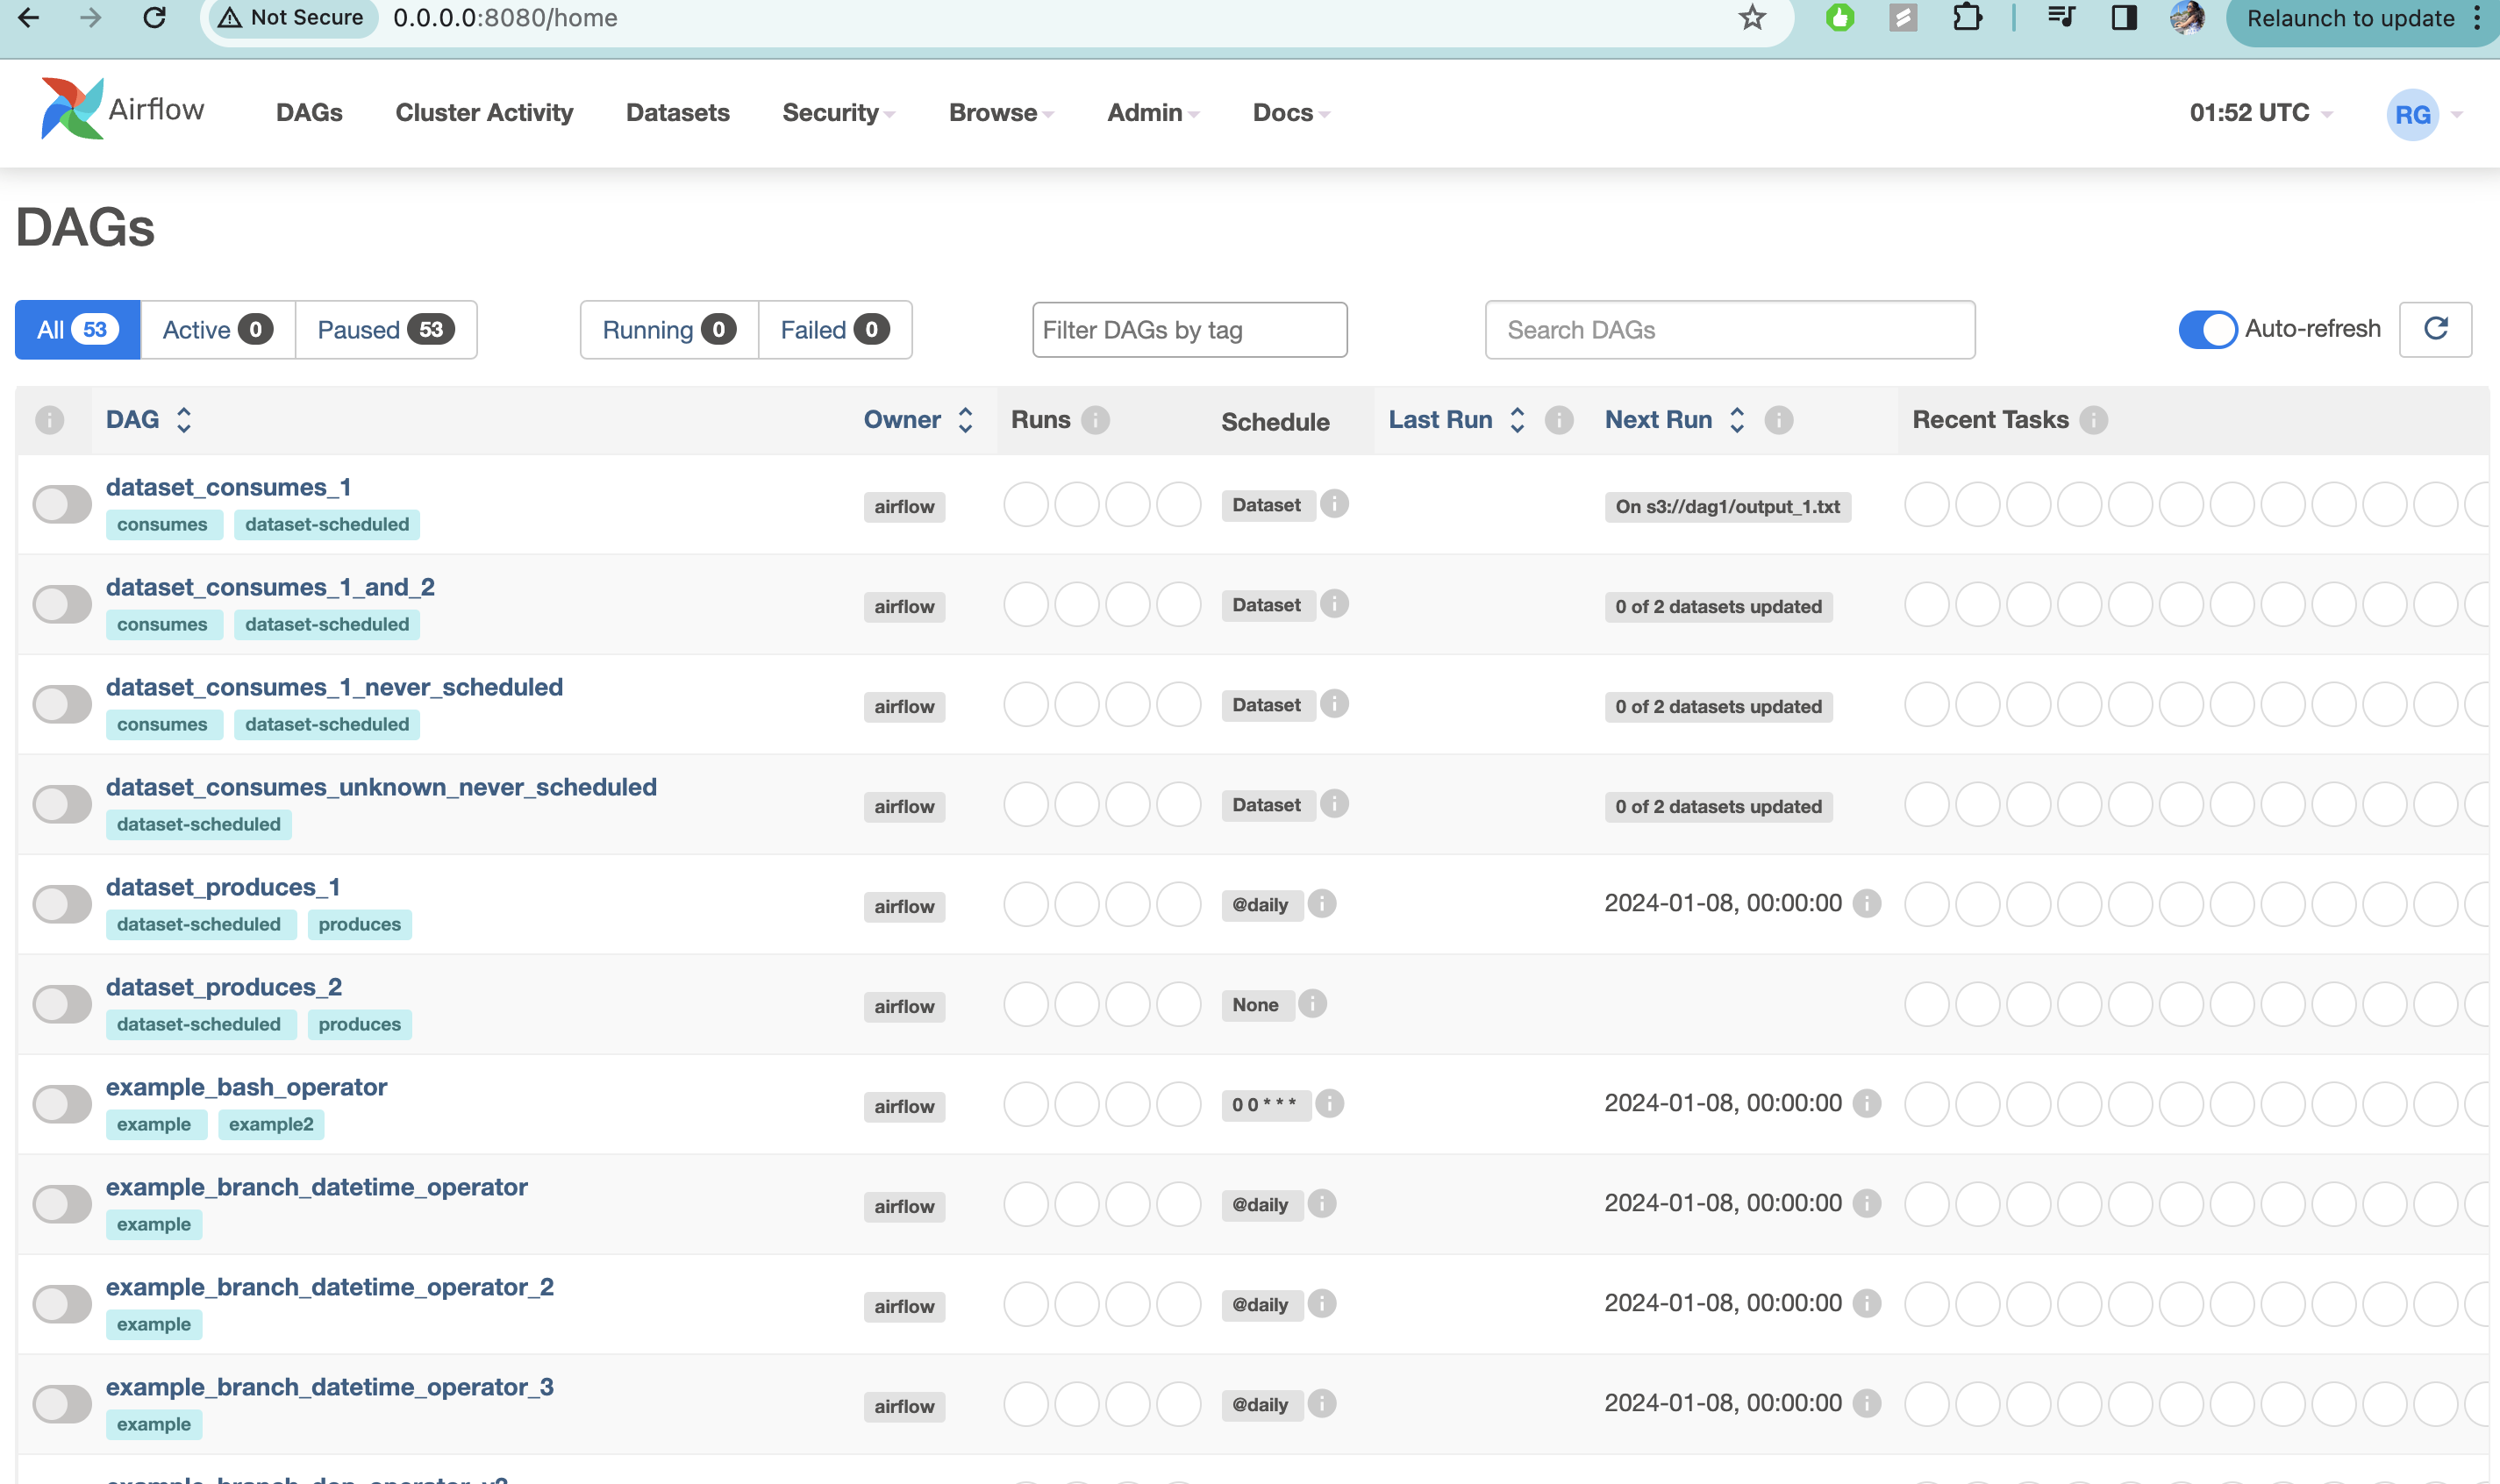 Not Secure 0.0.0.0:8080/home Relaunch to update
Airflow DAGs Cluster Activity Datasets Security Browse Admin Docs 01:52 UTC RG
DAGs
All 53 Active 0 Paused 53 Running 0 Failed 0 Filter DAGs by tag Search DAGs Auto-refresh
DAG Owner Runs Schedule Last Run Next Run Recent Tasks
dataset_consumes_1
consumes dataset-scheduled airflow Dataset On s3://dag1/output_1.txt
dataset_consumes_1_and_2
consumes dataset-scheduled airflow Dataset 0 of 2 datasets updated
dataset_consumes_1_never_scheduled
consumes dataset-scheduled airflow Dataset 0 of 2 datasets updated
dataset_consumes_unknown_never_scheduled
dataset-scheduled airflow Dataset 0 of 2 datasets updated
dataset_produces_1
dataset-scheduled produces airflow @daily 2024-01-08, 00:00:00
dataset_produces_2
dataset-scheduled produces airflow None
example_bash_operator
example example2 airflow 0 0 * * * 2024-01-08, 00:00:00
example_branch_datetime_operator
example airflow @daily 2024-01-08, 00:00:00
example_branch_datetime_operator_2
example airflow @daily 2024-01-08, 00:00:00
example_branch_datetime_operator_3
example airflow @daily 2024-01-08, 00:00:00